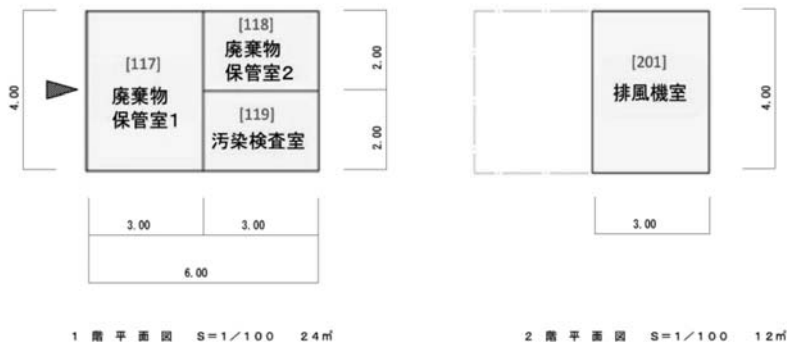 4.00
[117]
廃棄物
保管室1
[118]
廃棄物
保管室2
[119]
汚染検査室
2.00
2.00
3.00
3.00
6.00
1 階 平 面 図 S=1/100 24㎡
[201]
排風機室
4.00
3.00
2 階 平 面 図 S=1/100 12㎡